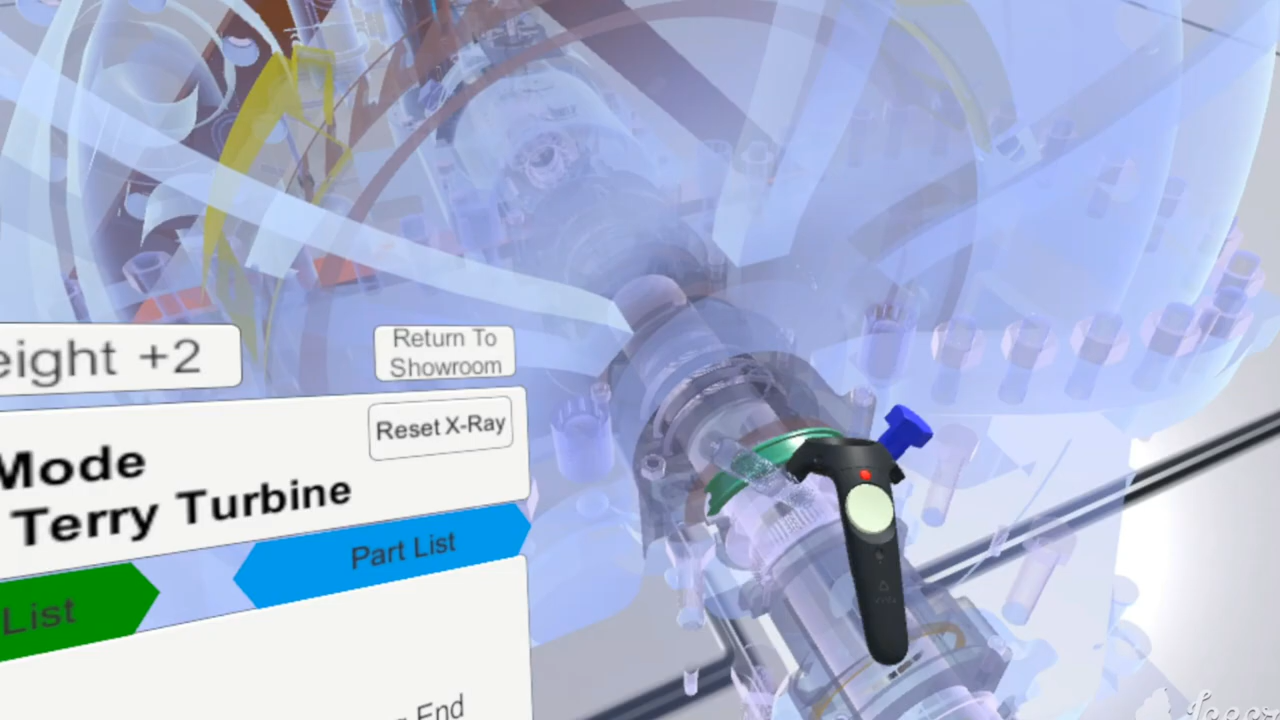 eight +2
Return To
Showroom
Reset X-Ray
Mode
Terry Turbine
List
Part List
End